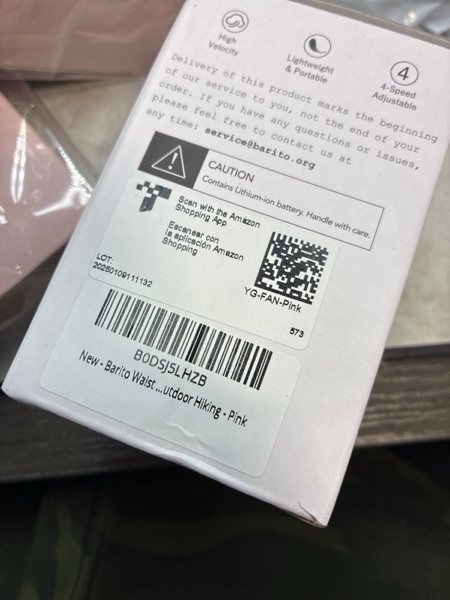 High
Velocity
Lightweight
& Portable
4
4-Speed
Adjustable
Delivery of this product marks the beginning
of our service to you, not the end of your
order. If you have any questions or issues,
please feel free to contact us at
any time: service@barito.org
CAUTION
Contains Lithium-ion battery. Handle with care.
Scan with the Amazon
Shopping App
Escanear con
la aplicación Amazon
Shopping
YG-FAN-Pink
573
LOT:
20250109111132
B0DSJ5LHZB
New - Barito Waist ...utdoor Hiking - Pink